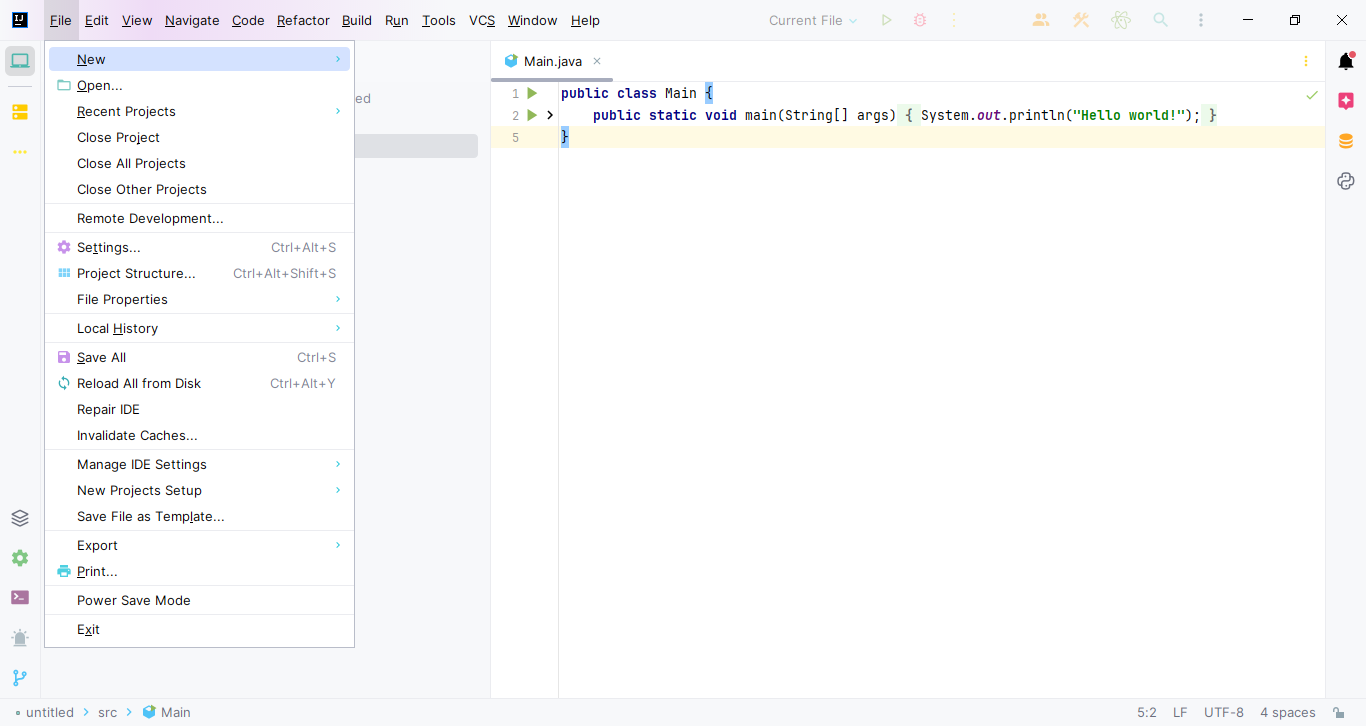 File Edit View Navigate Code Refactor Build Run Tools VCS Window Help Current File
New
Open...
Recent Projects
Close Project
Close All Projects
Close Other Projects
Remote Development...
Settings... Ctrl+Alt+S
Project Structure... Ctrl+Alt+Shift+S
File Properties
Local History
Save All Ctrl+S
Reload All from Disk Ctrl+Alt+Y
Repair IDE
Invalidate Caches...
Manage IDE Settings
New Projects Setup
Save File as Template...
Export
Print...
Power Save Mode
Exit
ed
Main.java
1 public class Main {
2 public static void main(String[] args) { System.out.println("Hello world!"); }
5 }
untitled src Main 5:2 LF UTF-8 4 spaces